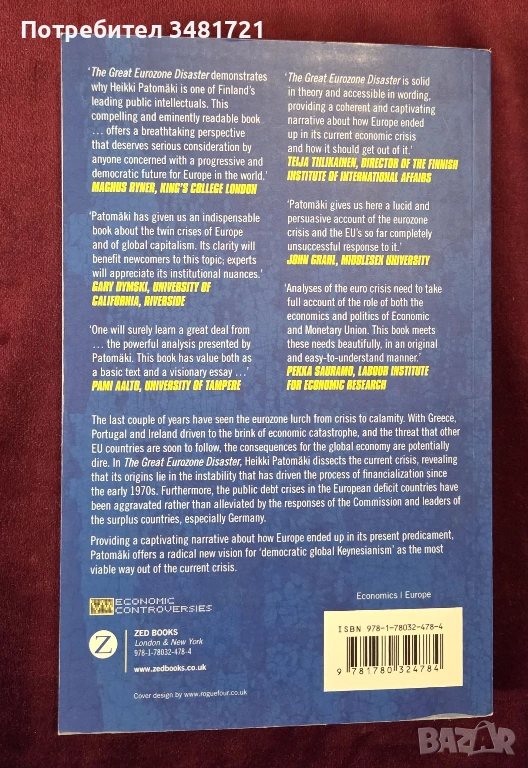 Потребител 3481721
'The Great Eurozone Disaster demonstrates
why Heikki Patomäki is one of Finland's
leading public intellectuals. This
compelling and eminently readable book
... offers a breathtaking perspective
that deserves serious consideration by
anyone concerned with a progressive and
democratic future for Europe in the world.'
MAGNUS RYNER, KING'S COLLEGE LONDON
'Patomäki has given us an indispensable
book about the twin crises of Europe
and of global capitalism. Its clarity will
benefit newcomers to this topic; experts
will appreciate its institutional nuances.'
GARY DYMSKI, UNIVERSITY OF
CALIFORNIA, RIVERSIDE
'One will surely learn a great deal from
... the powerful analysis presented by
Patomäki. This book has value both as
a basic text and a visionary essay ...'
PAMI AALTO, UNIVERSITY OF TAMPERE
'The Great Eurozone Disaster is solid
in theory and accessible in wording,
providing a coherent and captivating
narrative about how Europe ended
up in its current economic crisis
and how it should get out of it.'
TEIJA TIILIKAINEN, DIRECTOR OF THE FINNISH
INSTITUTE OF INTERNATIONAL AFFAIRS
'Patomäki gives us here a lucid and
persuasive account of the eurozone
crisis and the EU's so far completely
unsuccessful response to it.'
JOHN GRAHL, MIDDLESEX UNIVERSITY
'Analyses of the euro crisis need to take
full account of the role of both the
economics and politics of Economic
and Monetary Union. This book meets
these needs beautifully, in an original
and easy-to-understand manner.'
PEKKA SAURAMO, LABOUR INSTITUTE
FOR ECONOMIC RESEARCH
The last couple of years have seen the eurozone lurch from crisis to calamity. With Greece,
Portugal and Ireland driven to the brink of economic catastrophe, and the threat that other
EU countries are soon to follow, the consequences for the global economy are potentially
dire. In The Great Eurozone Disaster, Heikki Patomäki dissects the current crisis, revealing
that its origins lie in the instability that has driven the process of financialization since
the early 1970s. Furthermore, the public debt crises in the European deficit countries have
been aggravated rather than alleviated by the responses of the Commission and leaders of
the surplus countries, especially Germany.
Providing a captivating narrative about how Europe ended up in its present predicament,
Patomäki offers a radical new vision for 'democratic global Keynesianism' as the most
viable way out of the current crisis.
ECONOMIC
CONTROVERSIES
Economics | Europe
Z
ZED BOOKS
London & New York
978-1-78032-478-4
www.zedbooks.co.uk
ISBN 978-1-78032-478-4
9 781780 324784
Cover design by www.roguefour.co.uk
BAZAR